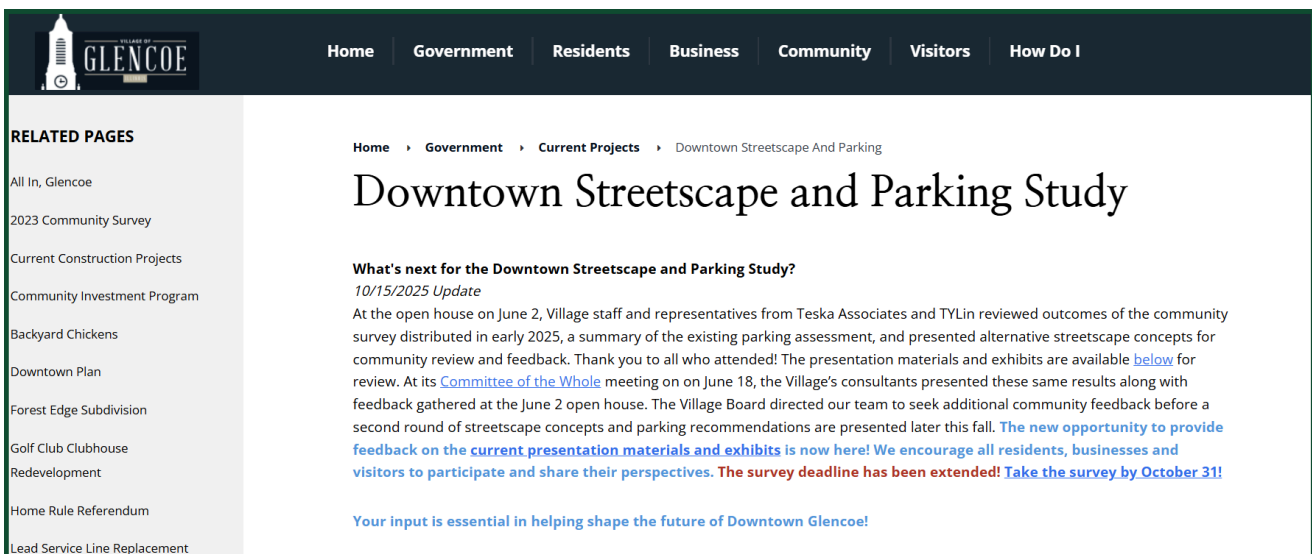 VILLAGE OF
GLENCOE
ILLINOIS
Home
Government
Residents
Business
Community
Visitors
How Do I
RELATED PAGES
All In, Glencoe
2023 Community Survey
Current Construction Projects
Community Investment Program
Backyard Chickens
Downtown Plan
Forest Edge Subdivision
Golf Club Clubhouse
Redevelopment
Home Rule Referendum
Lead Service Line Replacement
Home Government Current Projects Downtown Streetscape And Parking
Downtown Streetscape and Parking Study
What's next for the Downtown Streetscape and Parking Study?
10/15/2025 Update
At the open house on June 2, Village staff and representatives from Teska Associates and TYLin reviewed outcomes of the community
survey distributed in early 2025, a summary of the existing parking assessment, and presented alternative streetscape concepts for
community review and feedback. Thank you to all who attended! The presentation materials and exhibits are available below for
review. At its Committee of the Whole meeting on on June 18, the Village’s consultants presented these same results along with
feedback gathered at the June 2 open house. The Village Board directed our team to seek additional community feedback before a
second round of streetscape concepts and parking recommendations are presented later this fall. The new opportunity to provide
feedback on the current presentation materials and exhibits is now here! We encourage all residents, businesses and
visitors to participate and share their perspectives. The survey deadline has been extended! Take the survey by October 31!
Your input is essential in helping shape the future of Downtown Glencoe!